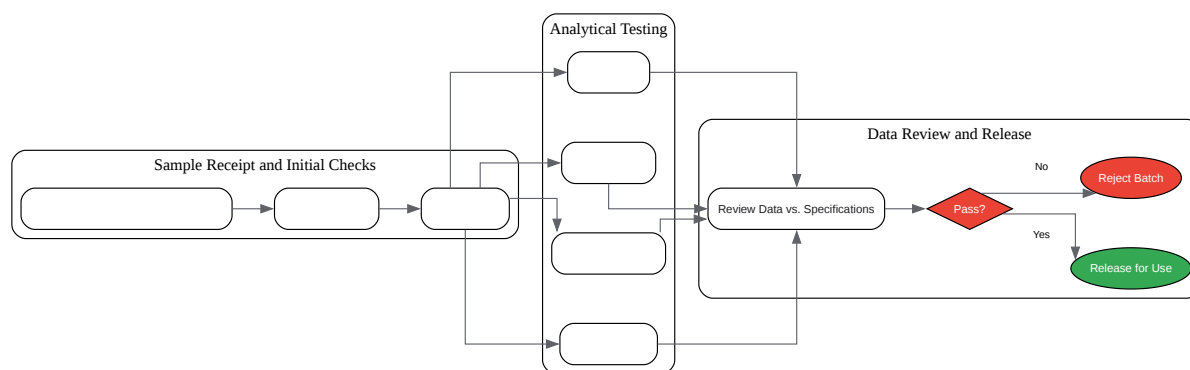 Analytical Testing
Data Review and Release
Sample Receipt and Initial Checks
No
Reject Batch
Review Data vs. Specifications
Pass?
Yes
Release for Use